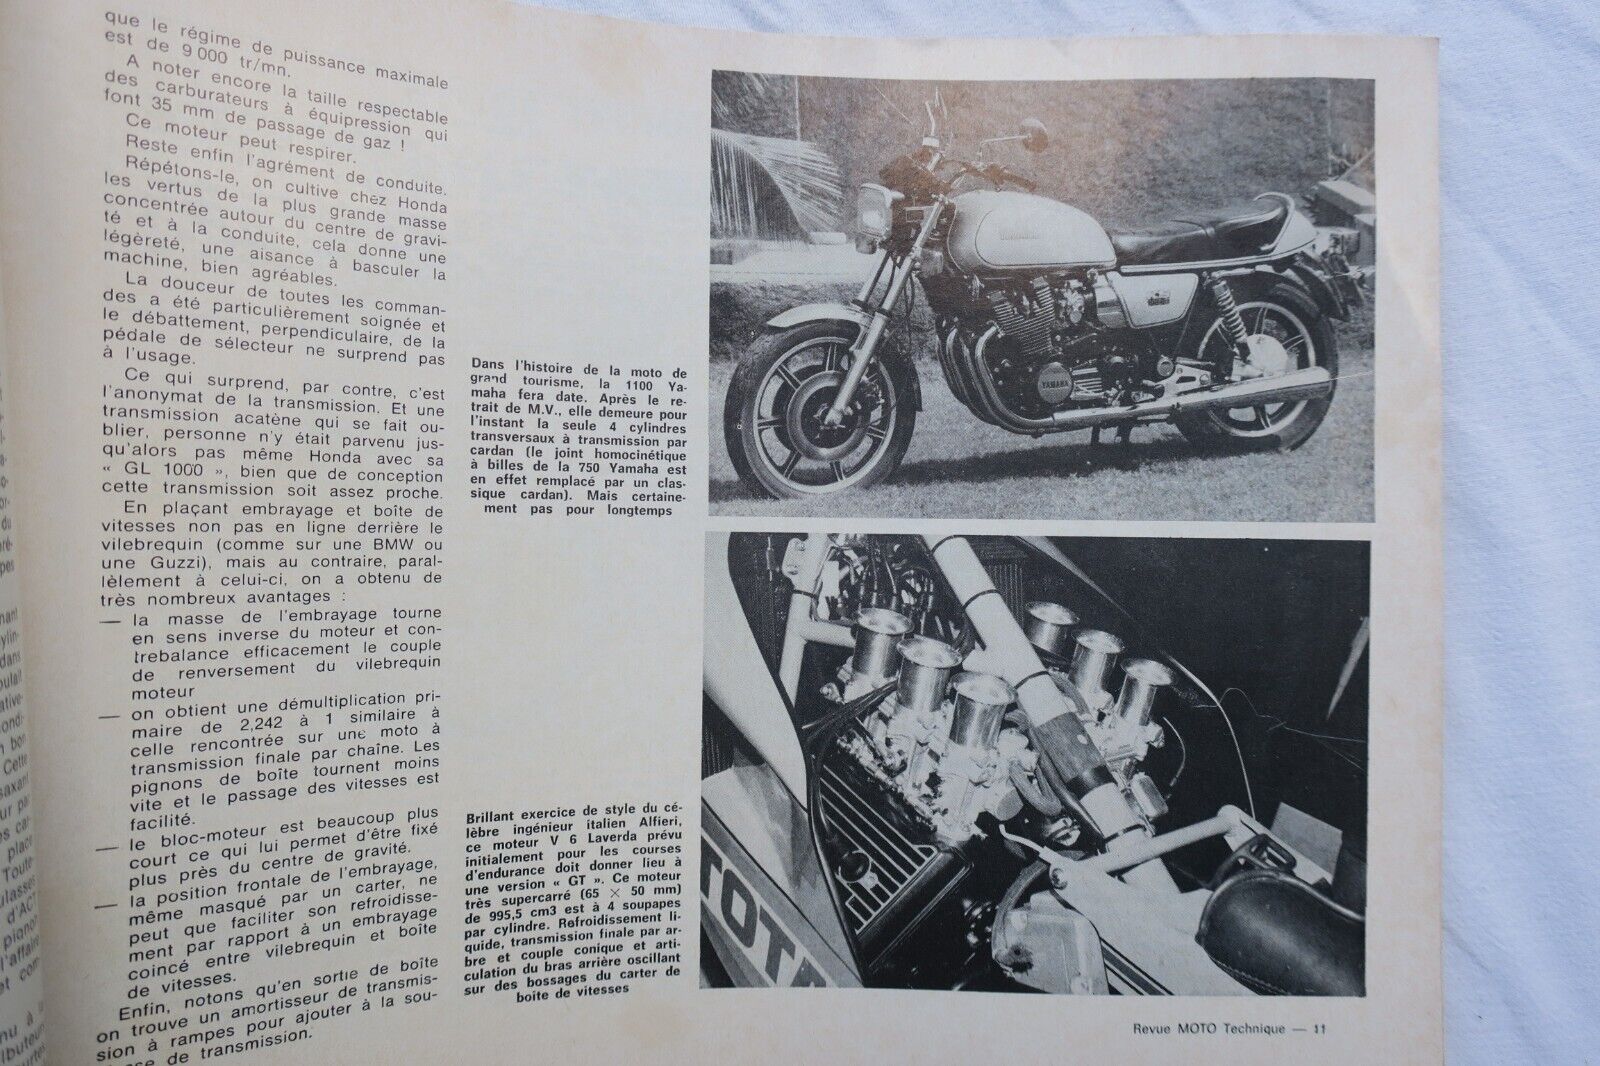 que le régime de puissance maximale
est de 9 000 tr/mn.
A noter encore la taille respectable
des carburateurs à équipression qui
font 35 mm de passage de gaz !
Ce moteur peut respirer.
Reste enfin l'agrément de conduite.
Répétons-le, on cultive chez Honda
les vertus de la plus grande masse
concentrée autour du centre de gravi-
té et à la conduite, cela donne une
légèreté, une aisance à basculer la
machine, bien agréables.
La douceur de toutes les comman-
des a été particulièrement soignée et
le débattement, perpendiculaire, de la
pédale de sélecteur ne surprend pas
à l'usage.
Ce qui surprend, par contre, c'est
l'anonymat de la transmission. Et une
transmission acatène qui se fait ou-
blier, personne n'y était parvenu jus-
qu'alors pas même Honda avec sa
« GL 1000 », bien que de conception
cette transmission soit assez proche.
En plaçant embrayage et boîte de
vitesses non pas en ligne derrière le
vilebrequin (comme sur une BMW ou
une Guzzi), mais au contraire, paral-
lèlement à celui-ci, on a obtenu de
très nombreux avantages :
— la masse de l'embrayage tourne
en sens inverse du moteur et con-
trebalance efficacement le couple
de renversement du vilebrequin
moteur
— on obtient une démultiplication pri-
maire de 2,242 à 1 similaire à
celle rencontrée sur une moto à
transmission finale par chaîne. Les
pignons de boîte tournent moins
vite et le passage des vitesses est
facilité.
— le bloc-moteur est beaucoup plus
court ce qui lui permet d'être fixé
plus près du centre de gravité.
— la position frontale de l'embrayage,
même masqué par un carter, ne
peut que faciliter son refroidisse-
ment par rapport à un embrayage
coincé entre vilebrequin et boîte
de vitesses.
Enfin, notons qu'en sortie de boîte
on trouve un amortisseur de transmis-
sion à rampes pour ajouter à la sou-
de transmission.
Dans l'histoire de la moto de
grand tourisme, la 1100 Ya-
maha fera date. Après le re-
trait de M.V., elle demeure pour
l'instant la seule 4 cylindres
transversaux à transmission par
cardan (le joint homocinétique
à billes de la 750 Yamaha est
en effet remplacé par un clas-
sique cardan). Mais certaine-
ment pas pour longtemps
YAMAHA
Brillant exercice de style du cé-
lèbre ingénieur italien Alfieri,
ce moteur V 6 Laverda prévu
initialement pour les courses
d'endurance doit donner lieu à
une version « GT ». Ce moteur
très supercarré (65 × 50 mm)
de 995,5 cm3 est à 4 soupapes
par cylindre. Refroidissement li-
quide, transmission finale par ar-
bre et couple conique et arti-
culation du bras arrière oscillant
sur des bossages du carter de
boite de vitesses
Revue MOTO Technique — 11